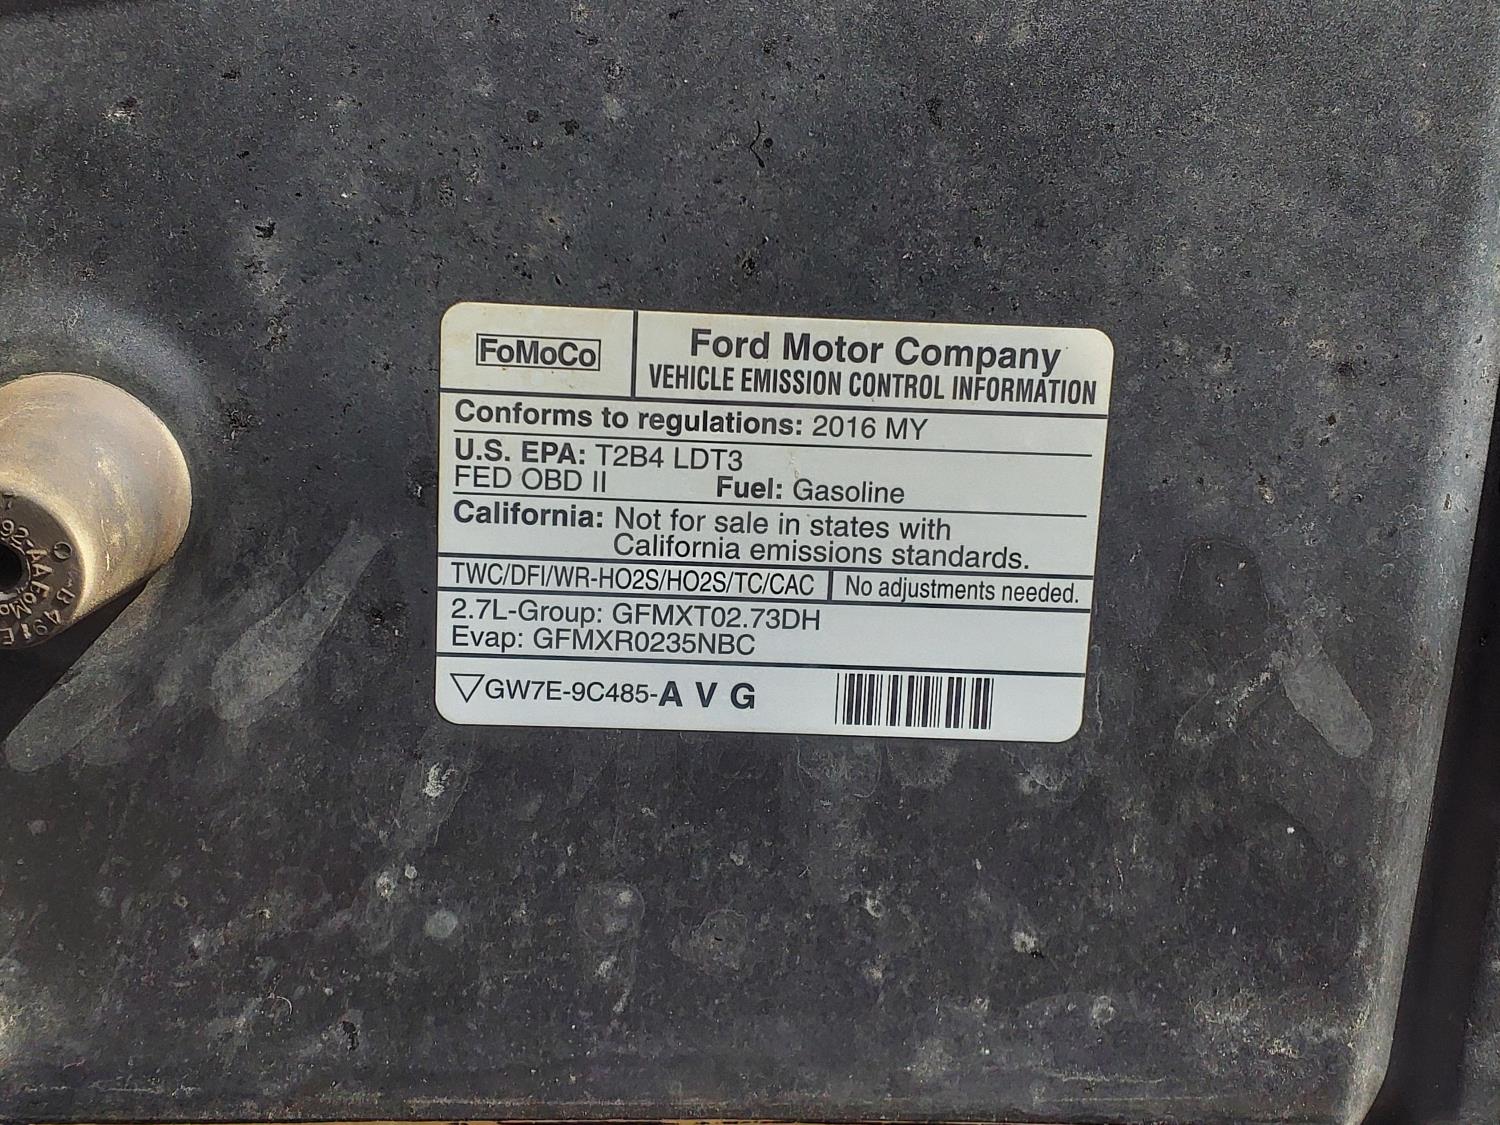 FoMoCo
Ford Motor Company
VEHICLE EMISSION CONTROL INFORMATION
Conforms to regulations: 2016 MY
U.S. EPA: T2B4 LDT3
FED OBD II Fuel: Gasoline
California: Not for sale in states with
California emissions standards.
TWC/DFI/WR-HO2S/HO2S/TC/CAC No adjustments needed.
2.7L-Group: GFMXT02.73DH
Evap: GFMXR0235NBC
▽GW7E-9C485-A V G